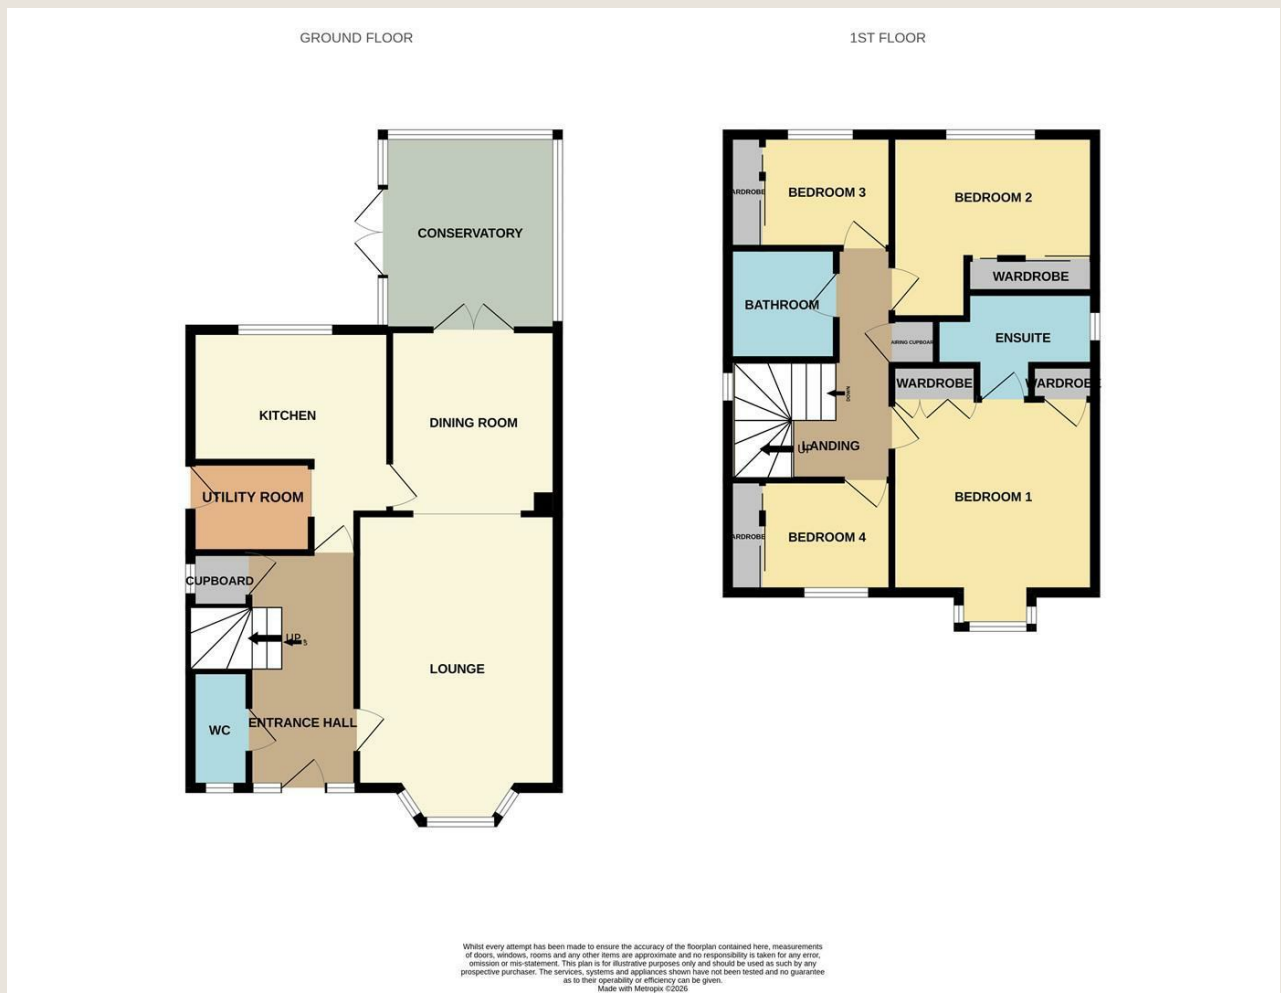 GROUND FLOOR
1ST FLOOR
CONSERVATORY
KITCHEN
DINING ROOM
UTILITY ROOM
CUPBOARD
UP
LOUNGE
WC
ENTRANCE HALL
BEDROOM 3
ARDROBE
BEDROOM 2
WARDROBE
BATHROOM
ENSUITE
AIRING CUPBOAR
WARDROBE
WARDROBE
DOWN
UP
LANDING
BEDROOM 1
BEDROOM 4
ARDROBE
Whilst every attempt has been made to ensure the accuracy of the floorplan contained here, measurements
of doors, windows, rooms and any other items are approximate and no responsibility is taken for any error,
omission or mis-statement. This plan is for illustrative purposes only and should be used as such by any
prospective purchaser. The services, systems and appliances shown have not been tested and no guarantee
as to their operability or efficiency can be given.
Made with Metropix ©2026